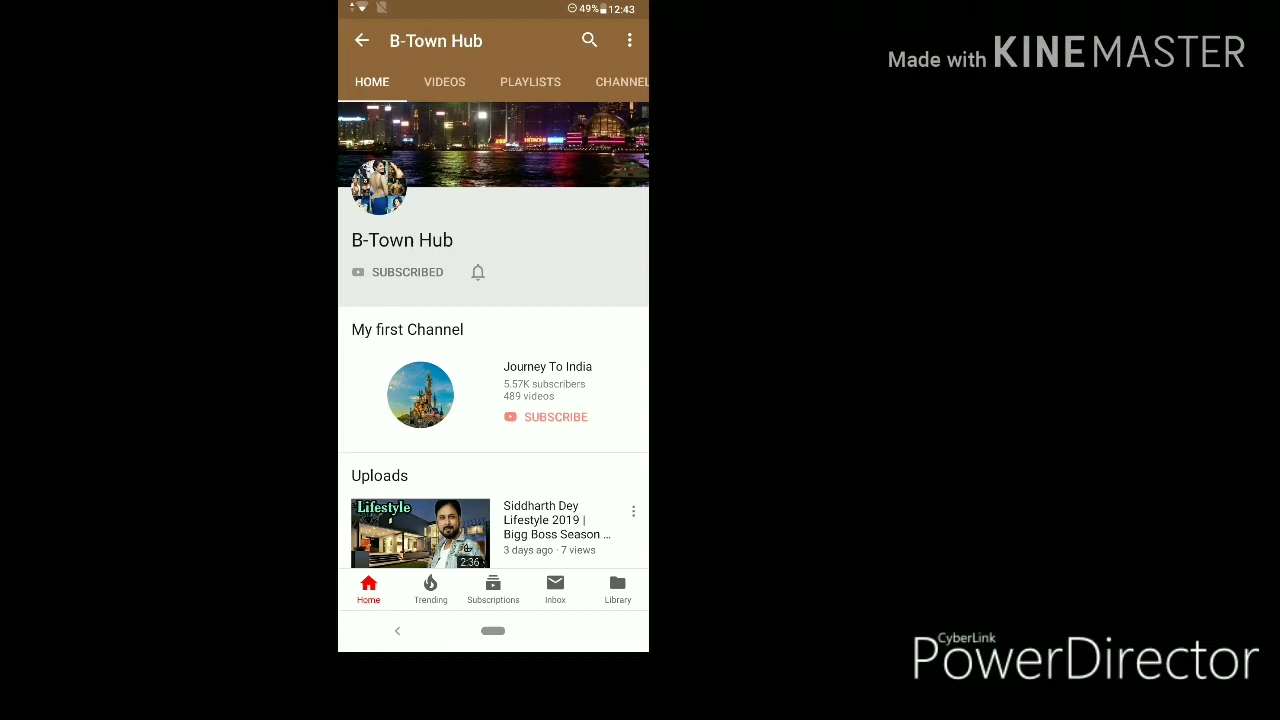 49% 12:43
B-Town Hub
HOME VIDEOS PLAYLISTS CHANNEL
HITACHI
B-Town Hub
SUBSCRIBED
My first Channel
Journey To India
5.57K subscribers
489 videos
SUBSCRIBE
Uploads
Lifestyle
2:36
Siddharth Dey
Lifestyle 2019 |
Bigg Boss Season ...
3 days ago · 7 views
Home Trending Subscriptions Inbox Library
Made with KINEMASTER
CyberLink
PowerDirector